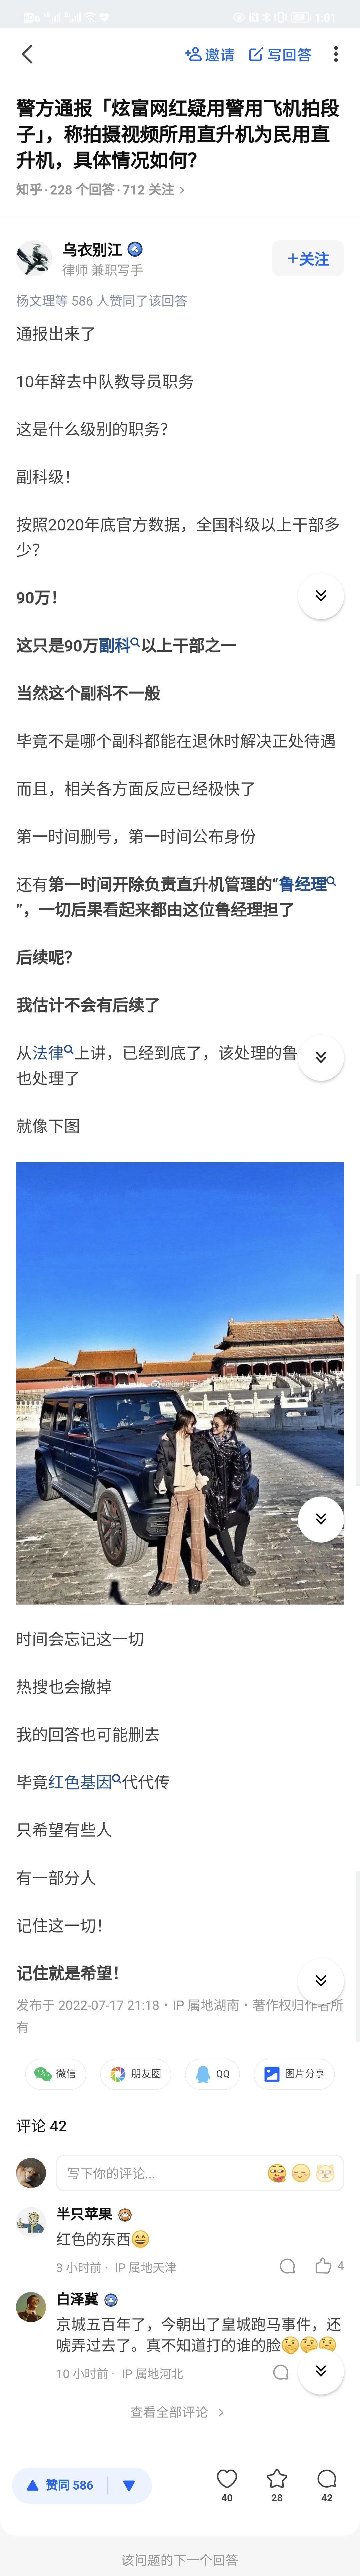 1:01
邀请
写回答
警方通报「炫富网红疑用警用飞机拍段
子」，称拍摄视频所用直升机为民用直
升机，具体情况如何？
知乎·228 个回答·712 关注 >
乌衣别江
律师 兼职写手
+关注
杨文理等 586 人赞同了该回答
通报出来了
10年辞去中队教导员职务
这是什么级别的职务？
副科级！
按照2020年底官方数据，全国科级以上干部多
少？
90万！
这只是90万副科以上干部之一
当然这个副科不一般
毕竟不是哪个副科都能在退休时解决正处待遇
而且，相关各方面反应已经极快了
第一时间删号，第一时间公布身份
还有第一时间开除负责直升机管理的“鲁经理
”，一切后果看起来都由这位鲁经理担了
后续呢？
我估计不会有后续了
从法律上讲，已经到底了，该处理的鲁
也处理了
就像下图
时间会忘记这一切
热搜也会撤掉
我的回答也可能删去
毕竟红色基因代代传
只希望有些人
有一部分人
记住这一切！
记住就是希望！
发布于 2022-07-17 21:18・IP 属地湖南・著作权归作者所
有
微信
朋友圈
QQ
图片分享
评论 42
写下你的评论...
半只苹果
红色的东西😄
3 小时前 · IP 属地天津
4
白泽冀
京城五百年了，今朝出了皇城跑马事件，还
唬弄过去了。真不知道打的谁的脸🤔🤔🤔
10 小时前 · IP 属地河北
查看全部评论 >
赞同 586
40
28
42
该问题的下一个回答